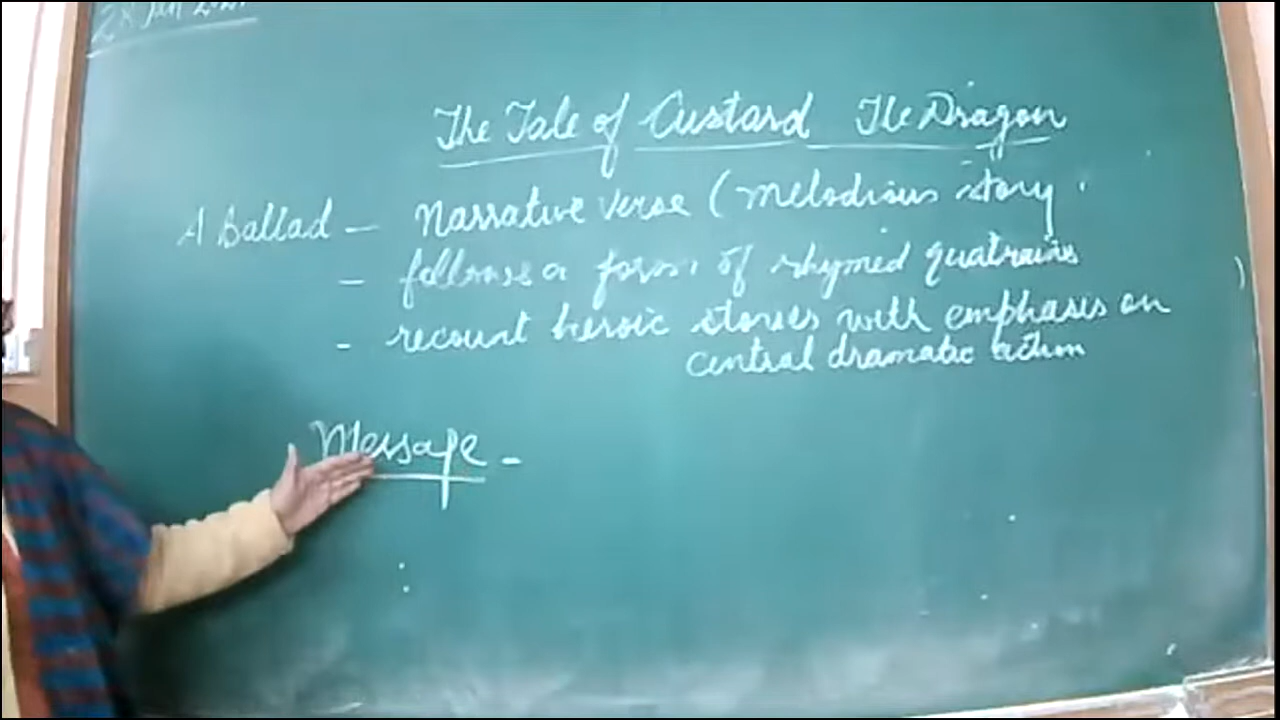 The Tale of Custard The Dragon
A Ballad - Narrative verse (Melodious story
- follows a form of rhymed quatrains
- recount heroic stories with emphasis on
central dramatic action
Message -